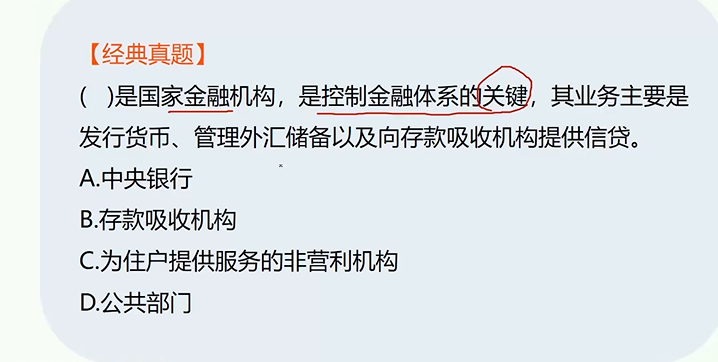 【经典真题】
(  )是国家金融机构，是控制金融体系的关键，其业务主要是
发行货币、管理外汇储备以及向存款吸收机构提供信贷。
A.中央银行
B.存款吸收机构
C.为住户提供服务的非营利机构
D.公共部门